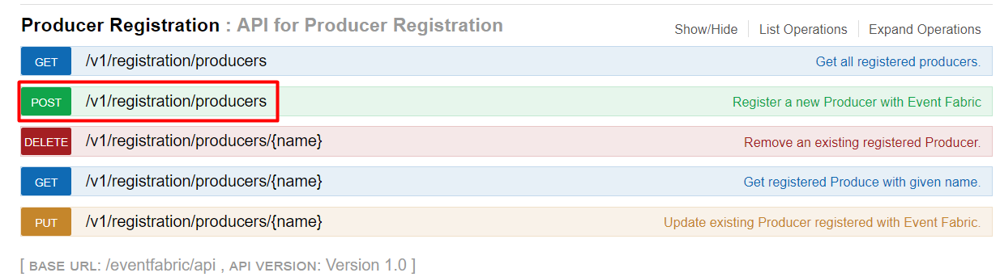 Producer Registration : API for Producer Registration Show/Hide List Operations Expand Operations
GET /v1/registration/producers Get all registered producers.
POST /v1/registration/producers Register a new Producer with Event Fabric
DELETE /v1/registration/producers/{name} Remove an existing registered Producer.
GET /v1/registration/producers/{name} Get registered Produce with given name.
PUT /v1/registration/producers/{name} Update existing Producer registered with Event Fabric.
[ BASE URL: /eventfabric/api , API VERSION: Version 1.0 ]